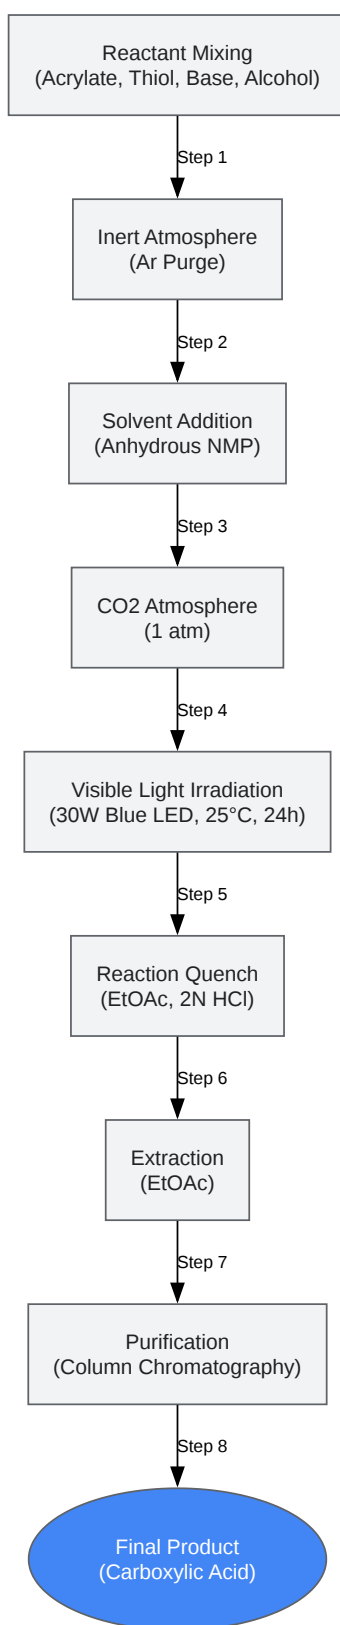 Reactant Mixing
(Acrylate, Thiol, Base, Alcohol)
Step 1
Inert Atmosphere
(Ar Purge)
Step 2
Solvent Addition
(Anhydrous NMP)
Step 3
CO2 Atmosphere
(1 atm)
Step 4
Visible Light Irradiation
(30W Blue LED, 25°C, 24h)
Step 5
Reaction Quench
(EtOAc, 2N HCl)
Step 6
Extraction
(EtOAc)
Step 7
Purification
(Column Chromatography)
Step 8
Final Product
(Carboxylic Acid)